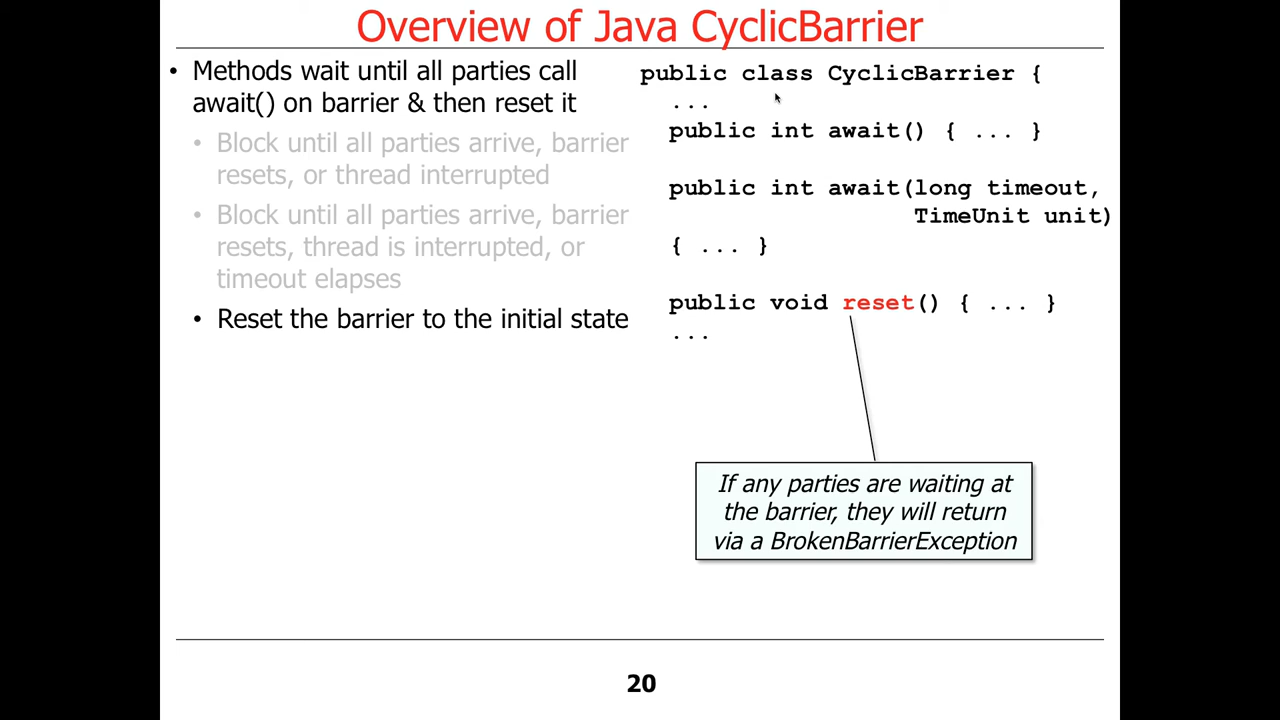 Overview of Java CyclicBarrier
• Methods wait until all parties call
await() on barrier & then reset it
• Block until all parties arrive, barrier
resets, or thread interrupted
• Block until all parties arrive, barrier
resets, thread is interrupted, or
timeout elapses
• Reset the barrier to the initial state
public class CyclicBarrier {
...
public int await() { ... }
public int await(long timeout,
TimeUnit unit)
{ ... }
public void reset() { ... }
...
If any parties are waiting at
the barrier, they will return
via a BrokenBarrierException
20